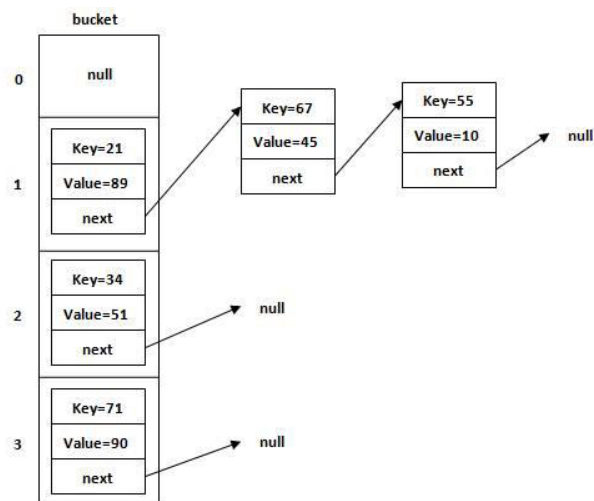 bucket
0
null
1
Key=21
Value=89
next
Key=67
Value=45
next
Key=55
Value=10
next
null
2
Key=34
Value=51
next
null
3
Key=71
Value=90
next
null